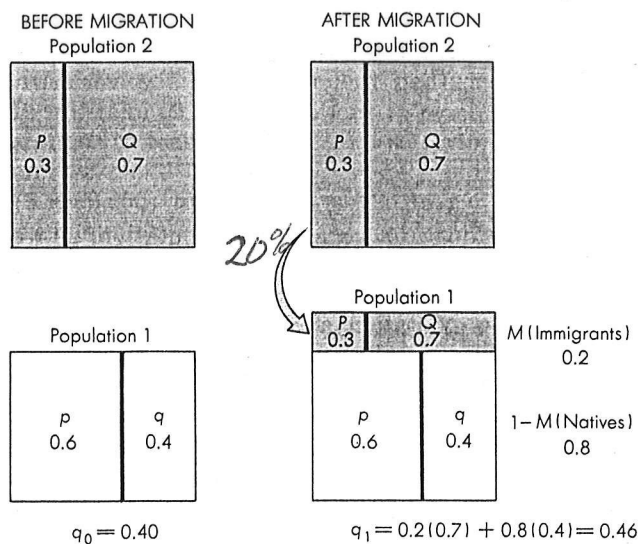 BEFORE MIGRATION
Population 2
P
0.3
Q
0.7
Population 1
p
0.6
q
0.4
q₀ = 0.40
AFTER MIGRATION
Population 2
P
0.3
Q
0.7
20%
Population 1
P
0.3
Q
0.7
M (Immigrants)
0.2
p
0.6
q
0.4
1−M (Natives)
0.8
q₁ = 0.2(0.7) + 0.8(0.4) = 0.46